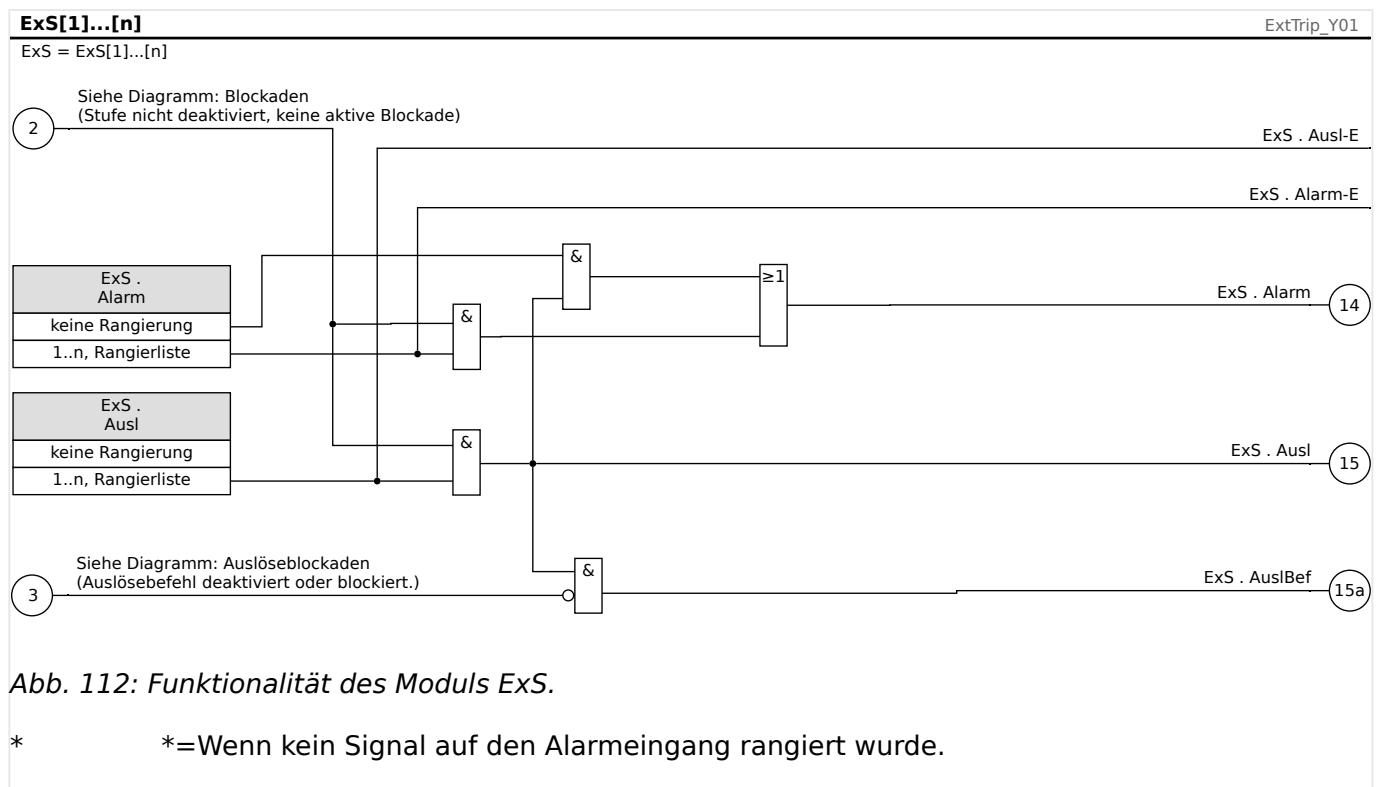 ExS[1]...[n]
ExtTrip_Y01
ExS = ExS[1]...[n]
Siehe Diagramm: Blockaden
(Stufe nicht deaktiviert, keine aktive Blockade)
2
ExS . Ausl-E
ExS . Alarm-E
&
ExS .
Alarm
≥1
keine Rangierung
1..n, Rangierliste
&
ExS . Alarm
14
ExS .
Ausl
keine Rangierung
1..n, Rangierliste
&
ExS . Ausl
15
Siehe Diagramm: Auslöseblockaden
(Auslösebefehl deaktiviert oder blockiert.)
3
&
ExS . AuslBef
15a
Abb. 112: Funktionalität des Moduls ExS.
* *=Wenn kein Signal auf den Alarmeingang rangiert wurde.